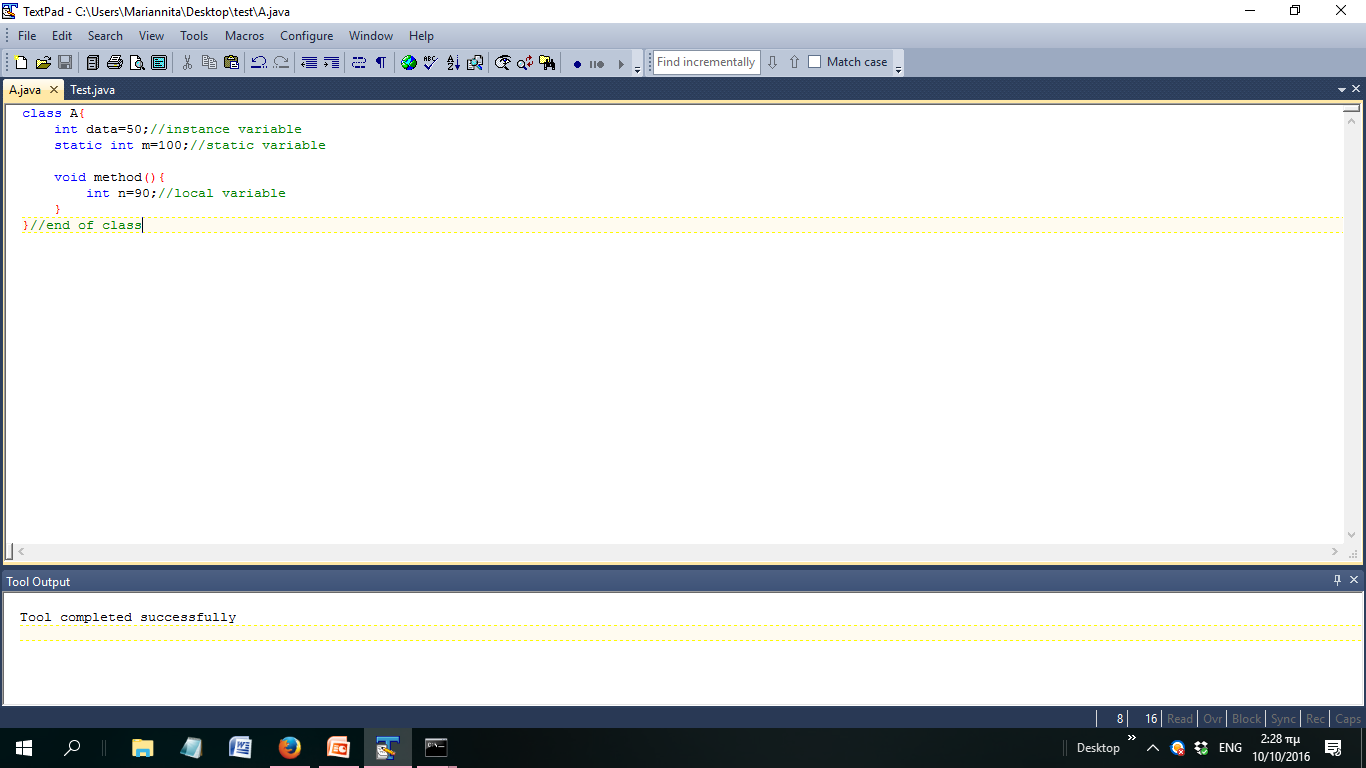 TextPad - C:\Users\Mariannita\Desktop\test\A.java
File Edit Search View Tools Macros Configure Window Help
Find incrementally Match case
A.java Test.java
class A{
    int data=50;//instance variable
    static int m=100;//static variable
    void method(){
        int n=90;//local variable
    }
}//end of class
Tool Output
Tool completed successfully
8 16 Read Ovr Block Sync Rec Caps
Desktop ENG 2:28 πμ
10/10/2016